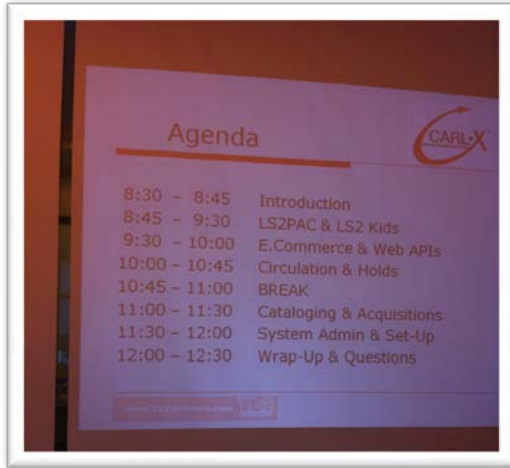 Agenda
CARL•X
8:30 – 8:45 Introduction
8:45 – 9:30 LS2PAC & LS2 Kids
9:30 – 10:00 E.Commerce & Web APIs
10:00 – 10:45 Circulation & Holds
10:45 – 11:00 BREAK
11:00 – 11:30 Cataloging & Acquisitions
11:30 – 12:00 System Admin & Set-Up
12:00 – 12:30 Wrap-Up & Questions